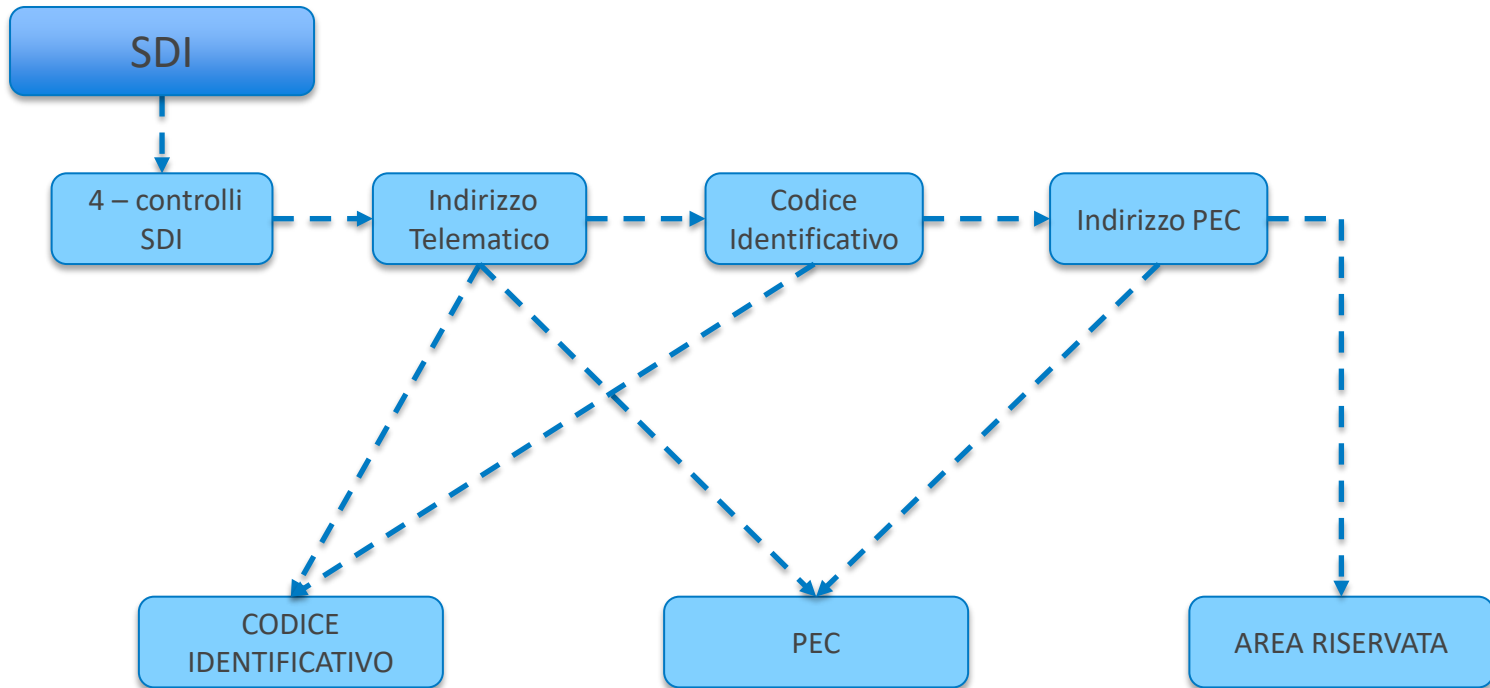 SDI
4 – controlli
SDI
Indirizzo
Telematico
Codice
Identificativo
Indirizzo PEC
CODICE
IDENTIFICATIVO
PEC
AREA RISERVATA